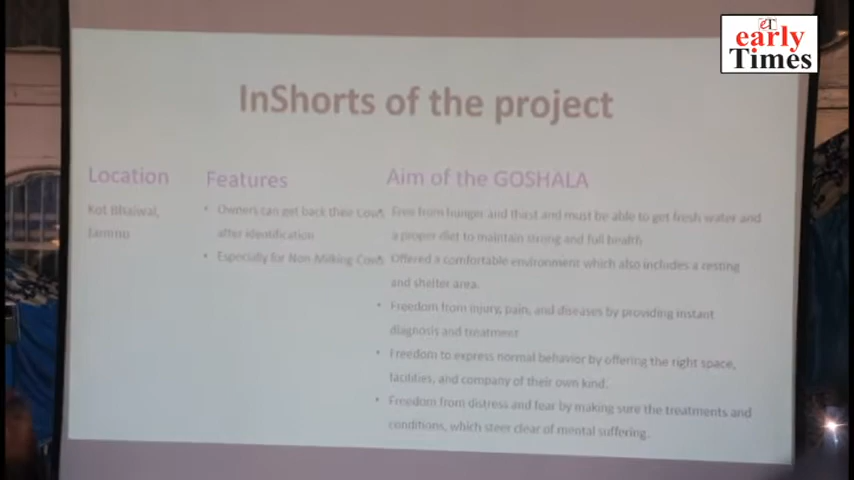 et
early
Times
InShorts of the project
Location
Kot Bhalwal,
Jammu
Features
• Owners can get back their Cows
after identification
• Especially for Non Milking Cows
Aim of the GOSHALA
Free from hunger and thirst and must be able to get fresh water and
a proper diet to maintain strong and full health
Offered a comfortable environment which also includes a resting
and shelter area.
• Freedom from injury, pain, and diseases by providing instant
diagnosis and treatment
• Freedom to express normal behavior by offering the right space,
facilities, and company of their own kind.
• Freedom from distress and fear by making sure the treatments and
conditions, which steer clear of mental suffering.